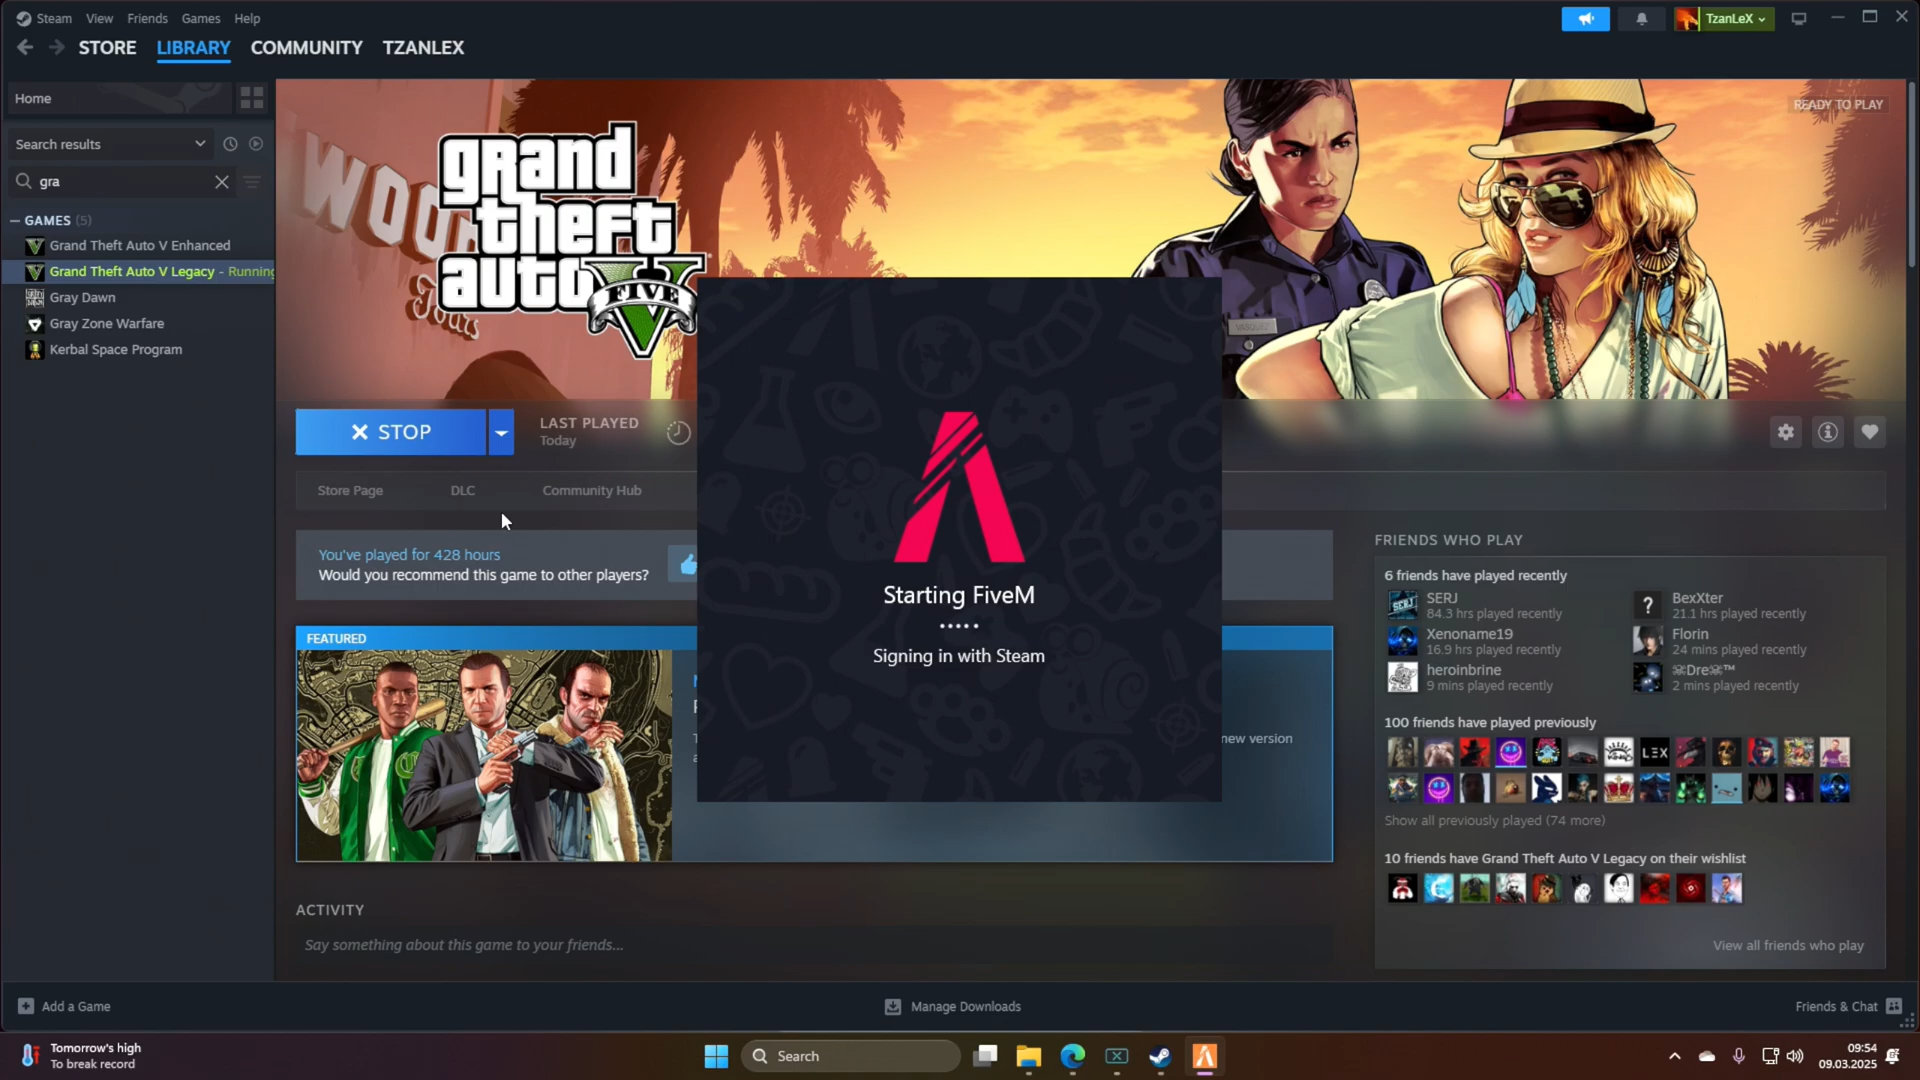 Steam View Friends Games Help
TzanLeX
STORE LIBRARY COMMUNITY TZANLEX
Home
READY TO PLAY
Search results
gra
GAMES (5)
Grand Theft Auto V Enhanced
Grand Theft Auto V Legacy - Running
Gray Dawn
Gray Zone Warfare
Kerbal Space Program
grand
theft
auto
FIVE
VASQUEZ
STOP
LAST PLAYED
Today
Store Page DLC Community Hub
You've played for 428 hours
Would you recommend this game to other players?
Starting FiveM
Signing in with Steam
FEATURED
new version
FRIENDS WHO PLAY
6 friends have played recently
SERJ
84.3 hrs played recently
BexXter
21.1 hrs played recently
Xenoname19
16.9 hrs played recently
Florin
24 mins played recently
heroinbrine
9 mins played recently
☠Dre☠™
2 mins played recently
100 friends have played previously
LEX
Show all previously played (74 more)
10 friends have Grand Theft Auto V Legacy on their wishlist
View all friends who play
ACTIVITY
Say something about this game to your friends...
Add a Game
Manage Downloads
Friends & Chat
Tomorrow's high
To break record
Search
09:54
09.03.2025